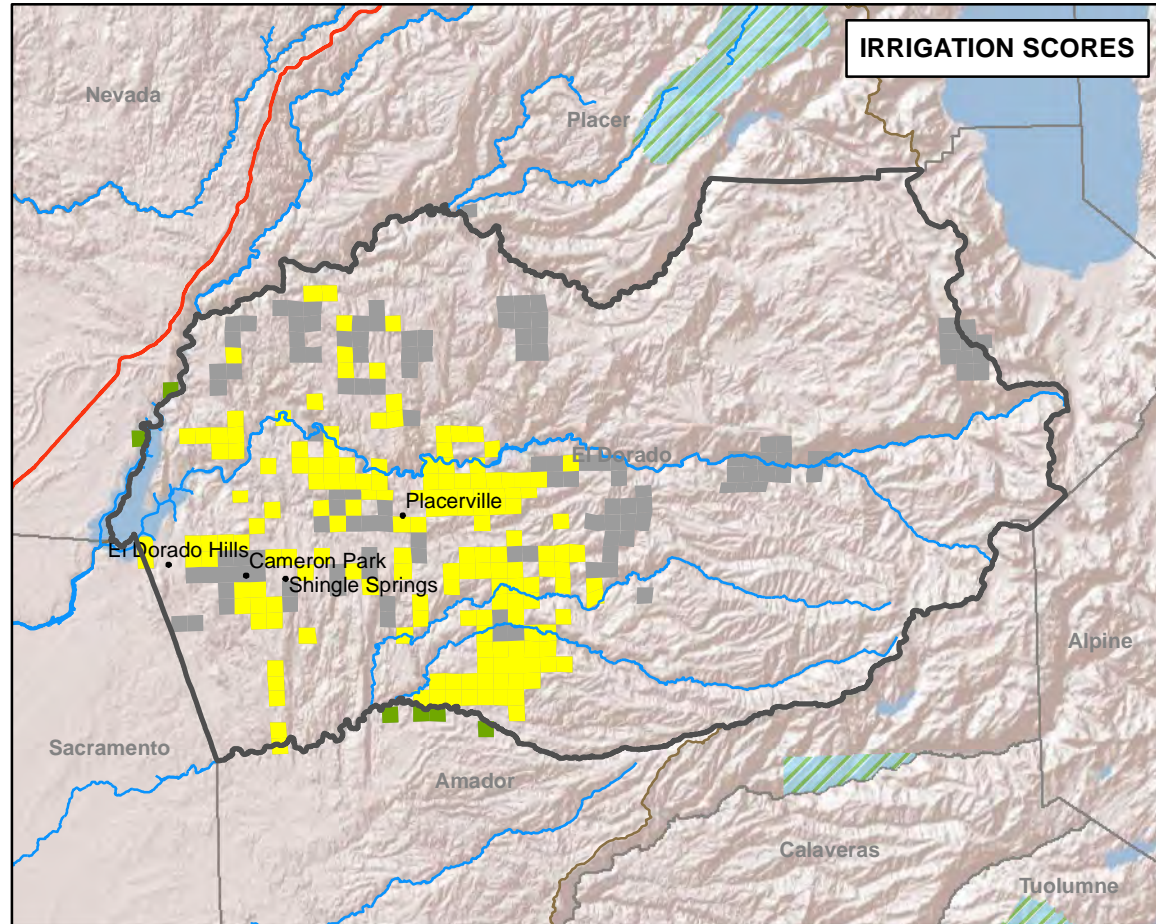 IRRIGATION SCORES
Nevada
Placer
El Dorado
Placerville
El Dorado Hills
Cameron Park
Shingle Springs
Alpine
Sacramento
Amador
Calaveras
Tuolumne